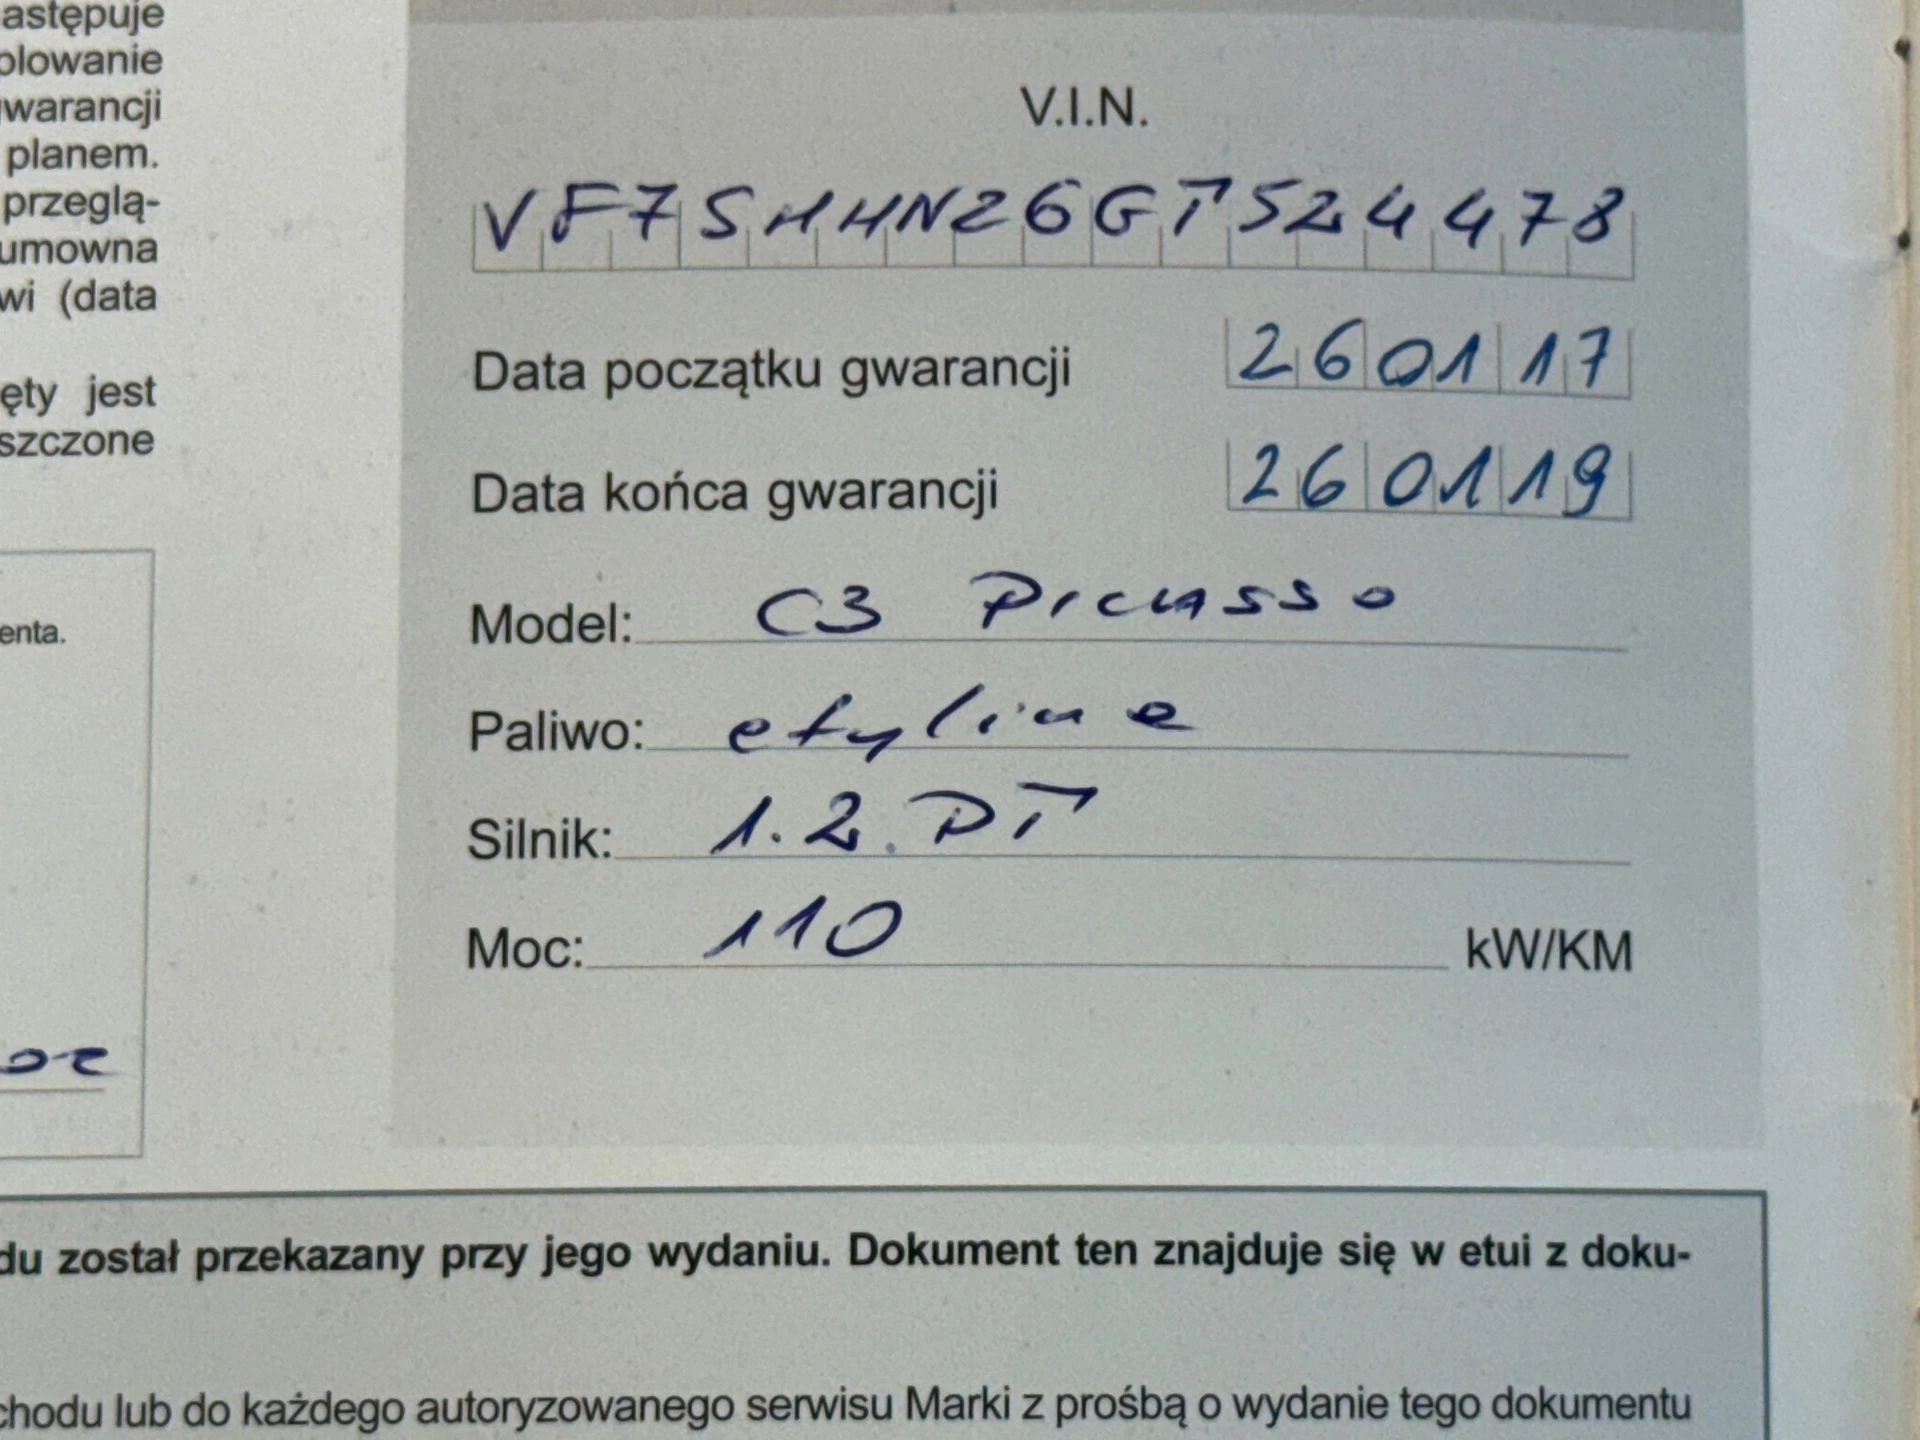 astępuje
olowanie
warancji
planem.
przeglą-
umowna
wi (data
ęty jest
szczone
enta.
V.I.N.
VF7SHHNZ6GT524478
Data początku gwarancji 260117
Data końca gwarancji 260119
Model: C3 Picasso
Paliwo: etylina
Silnik: 1.2. PT
Moc: 110 kW/KM
du został przekazany przy jego wydaniu. Dokument ten znajduje się w etui z doku-
chodu lub do każdego autoryzowanego serwisu Marki z prośbą o wydanie tego dokumentu